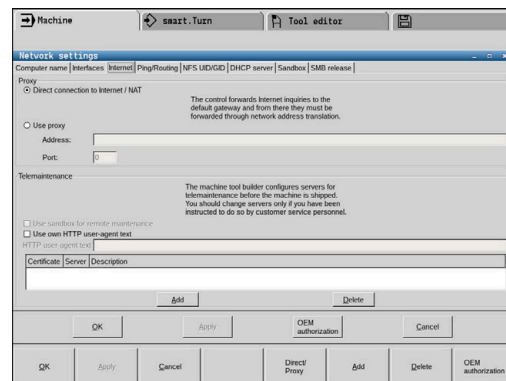 Machine
smart.Turn
Tool editor
Network settings
Computer name Interfaces Internet Ping/Routing NFS UID/GID DHCP server Sandbox SMB release
Proxy
Direct connection to Internet / NAT
The control forwards Internet inquiries to the
default gateway and from there they must be
forwarded through network address translation.
Use proxy
Address:
Port: 0
Telemaintenance
The machine tool builder configures servers for
telemaintenance before the machine is shipped.
You should change servers only if you have been
instructed to do so by customer service personnel.
Use sandbox for remote maintenance
Use own HTTP user-agent text
HTTP user-agent text
Certificate Server Description
Add Delete
OK Apply OEM authorization Cancel
OK Apply Cancel Direct/ Proxy Add Delete OEM authorization